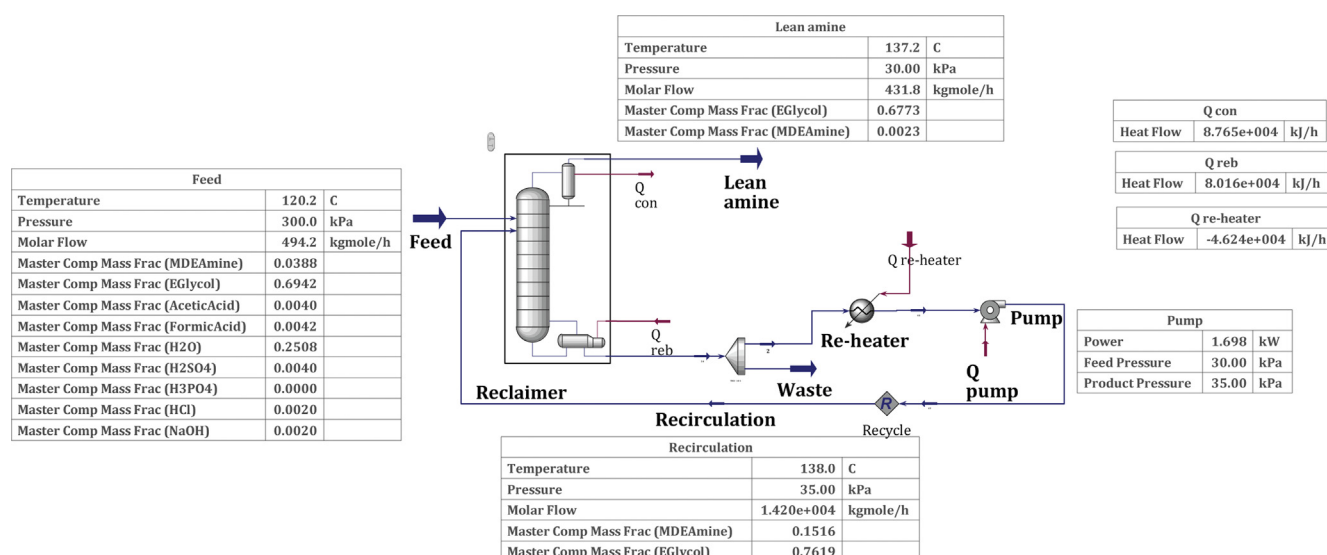 Lean amine
Temperature 137.2 C
Pressure 30.00 kPa
Molar Flow 431.8 kgmole/h
Master Comp Mass Frac (EGlycol) 0.6773
Master Comp Mass Frac (MDEAmine) 0.0023
Q con
Heat Flow 8.765e+004 kJ/h
Q reb
Heat Flow 8.016e+004 kJ/h
Q re-heater
Heat Flow -4.624e+004 kJ/h
Feed
Temperature 120.2 C
Pressure 300.0 kPa
Molar Flow 494.2 kgmole/h
Master Comp Mass Frac (MDEAmine) 0.0388
Master Comp Mass Frac (EGlycol) 0.6942
Master Comp Mass Frac (AceticAcid) 0.0040
Master Comp Mass Frac (FormicAcid) 0.0042
Master Comp Mass Frac (H2O) 0.2508
Master Comp Mass Frac (H2SO4) 0.0040
Master Comp Mass Frac (H3PO4) 0.0000
Master Comp Mass Frac (HCl) 0.0020
Master Comp Mass Frac (NaOH) 0.0020
Feed
Q
con
Lean
amine
Q
reb
Reclaimer
Q re-heater
Re-heater
Pump
Q
pump
Waste
Recirculation
R
Recycle
Pump
Power 1.698 kW
Feed Pressure 30.00 kPa
Product Pressure 35.00 kPa
Recirculation
Temperature 138.0 C
Pressure 35.00 kPa
Molar Flow 1.420e+004 kgmole/h
Master Comp Mass Frac (MDEAmine) 0.1516
Master Comp Mass Frac (EGlycol) 0.7619